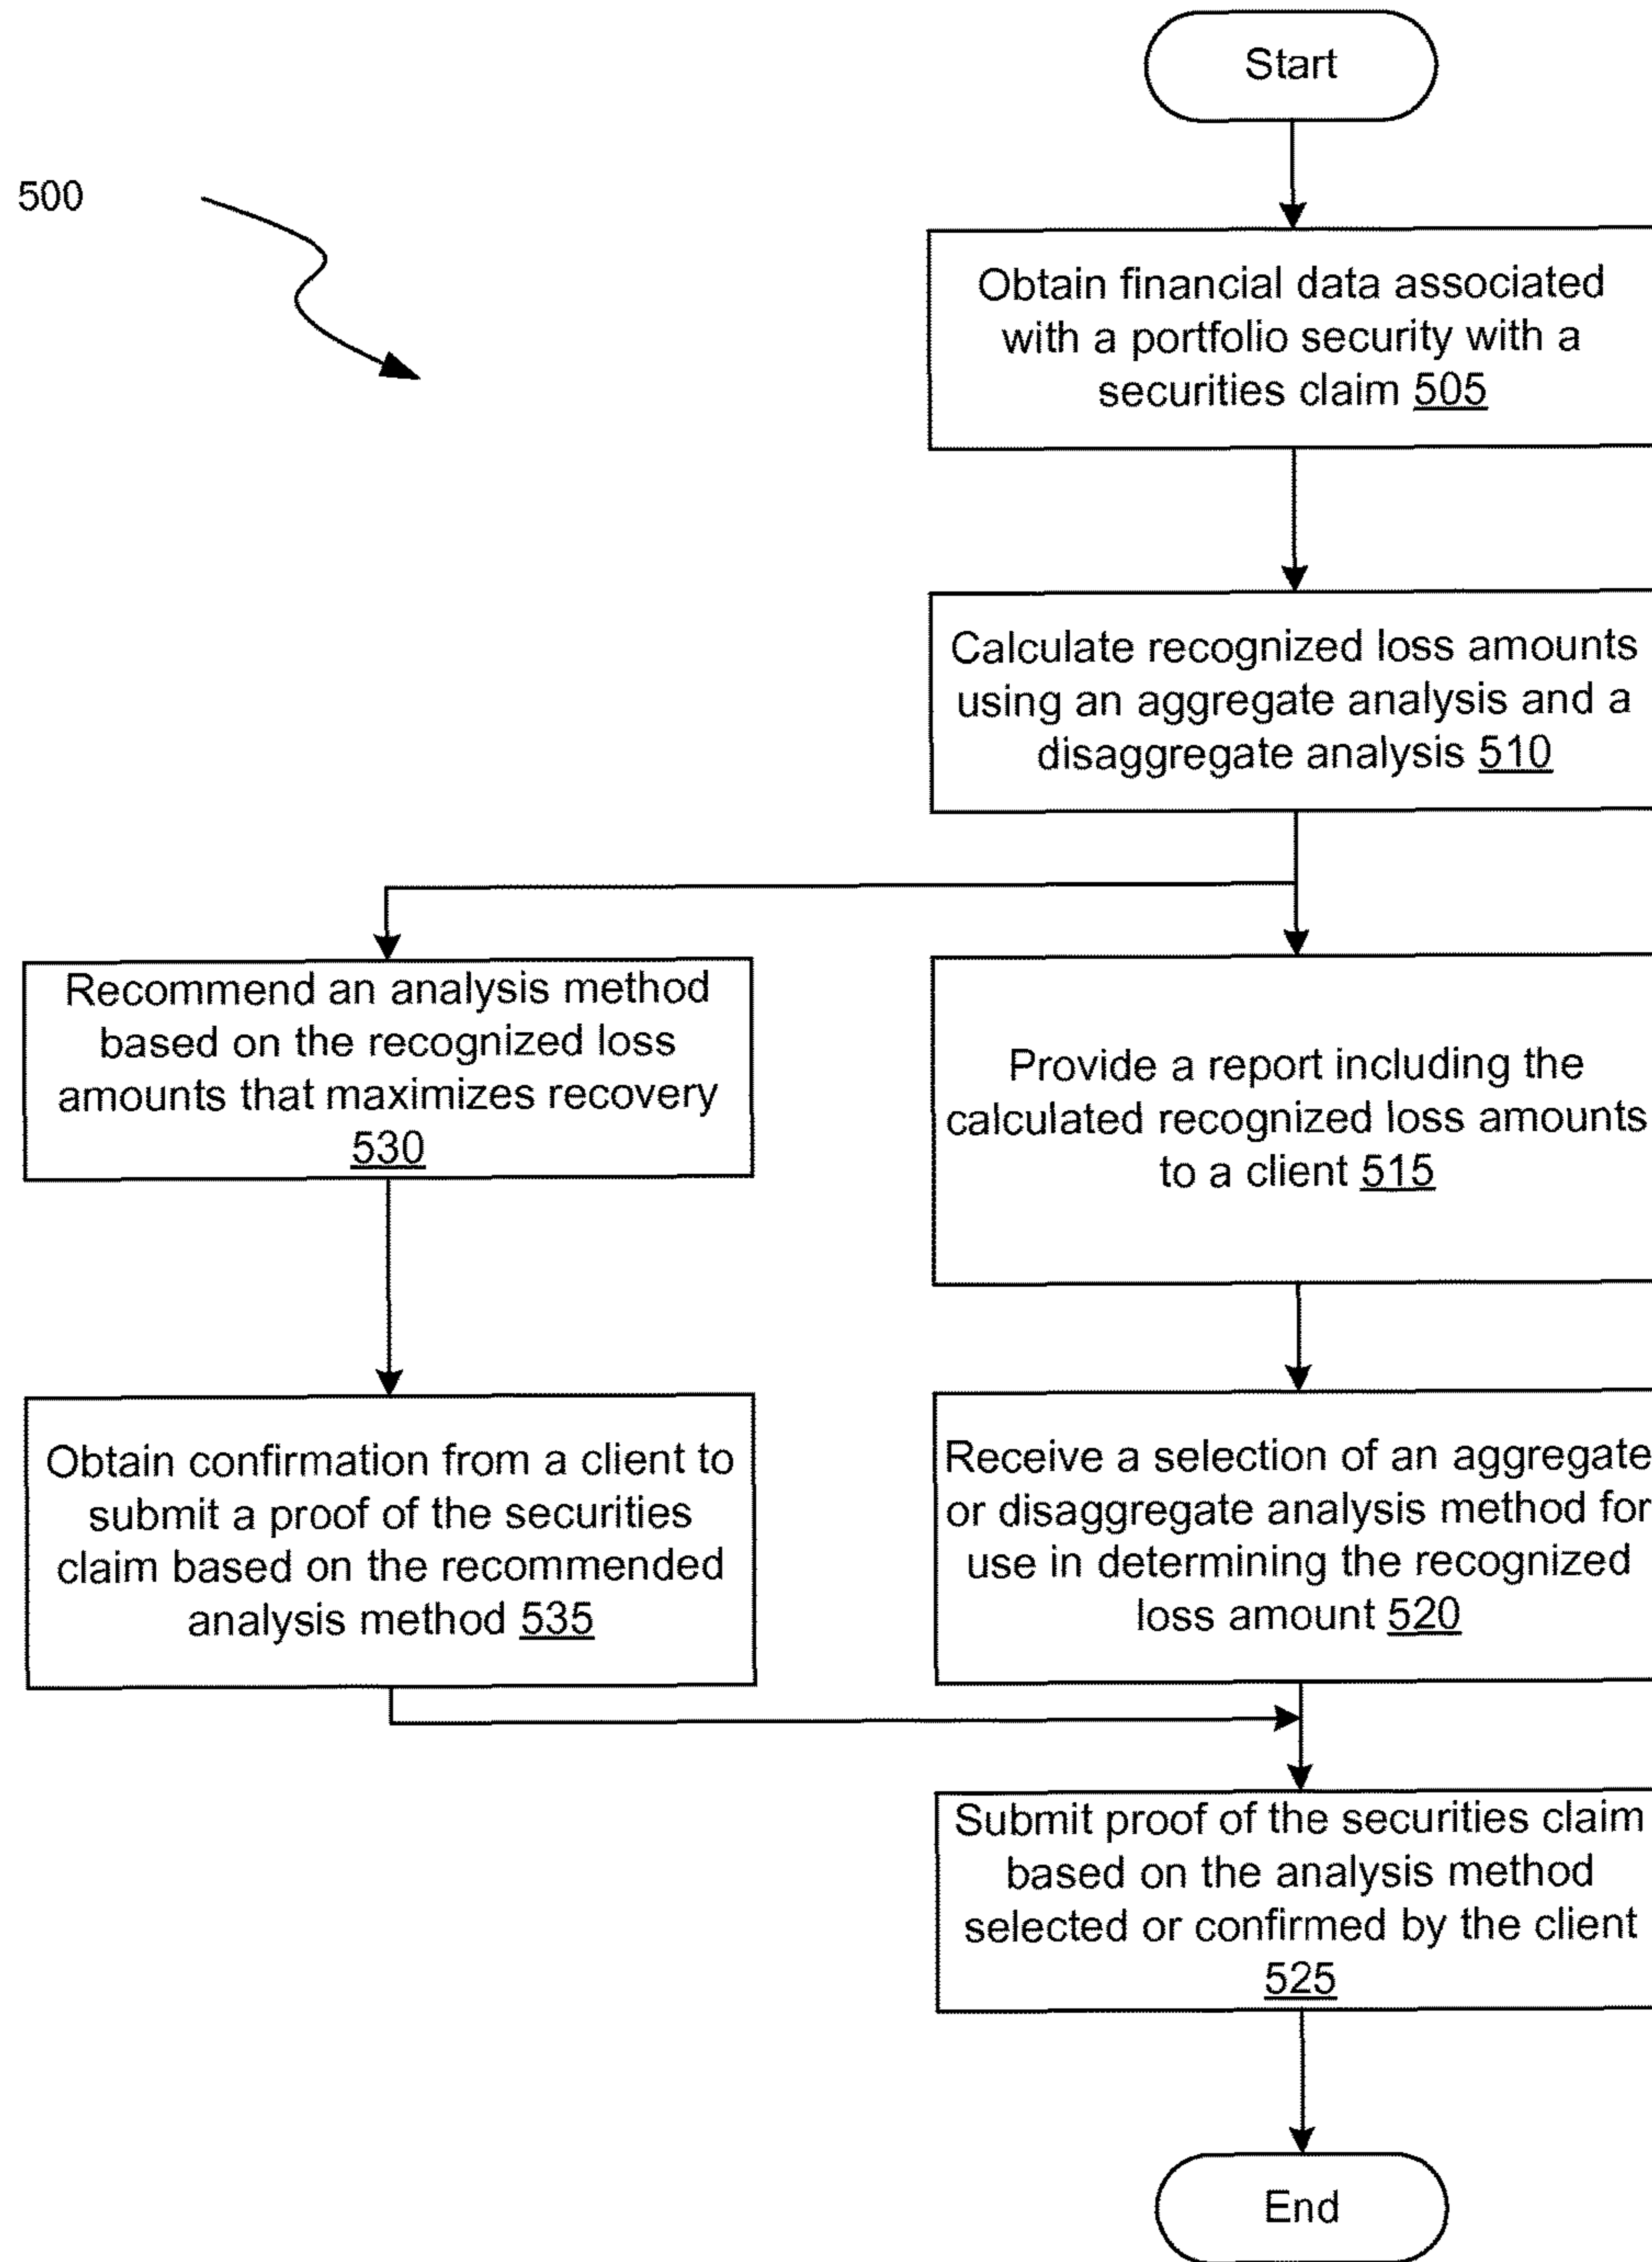 Start
500
Obtain financial data associated
with a portfolio security with a
securities claim 505
Calculate recognized loss amounts
using an aggregate analysis and a
disaggregate analysis 510
Recommend an analysis method
based on the recognized loss
amounts that maximizes recovery
530
Provide a report including the
calculated recognized loss amounts
to a client 515
Obtain confirmation from a client to
submit a proof of the securities
claim based on the recommended
analysis method 535
Receive a selection of an aggregate
or disaggregate analysis method for
use in determining the recognized
loss amount 520
Submit proof of the securities claim
based on the analysis method
selected or confirmed by the client
525
End